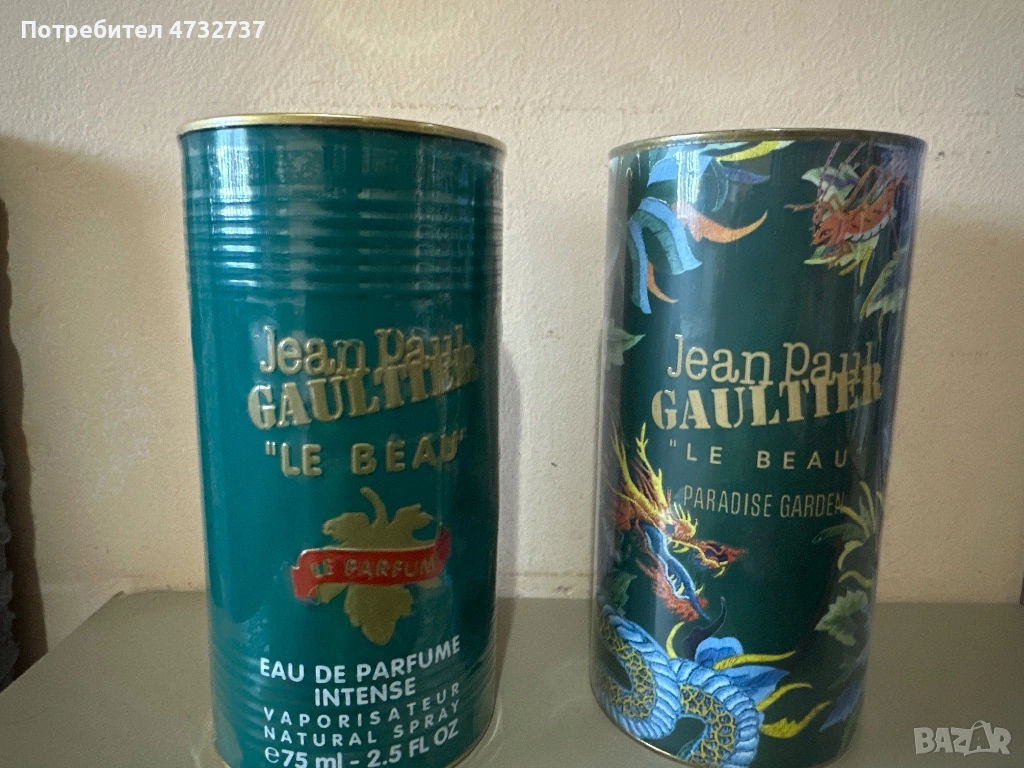 Потребител 4732737
Jean Paul
GAULTIER
"LE BEAU"
LE PARFUM
EAU DE PARFUME
INTENSE
VAPORISATEUR
NATURAL SPRAY
℮75 ml - 2.5 FL OZ
Jean Paul
GAULTIER
"LE BEAU
PARADISE GARDEN
BAZAR